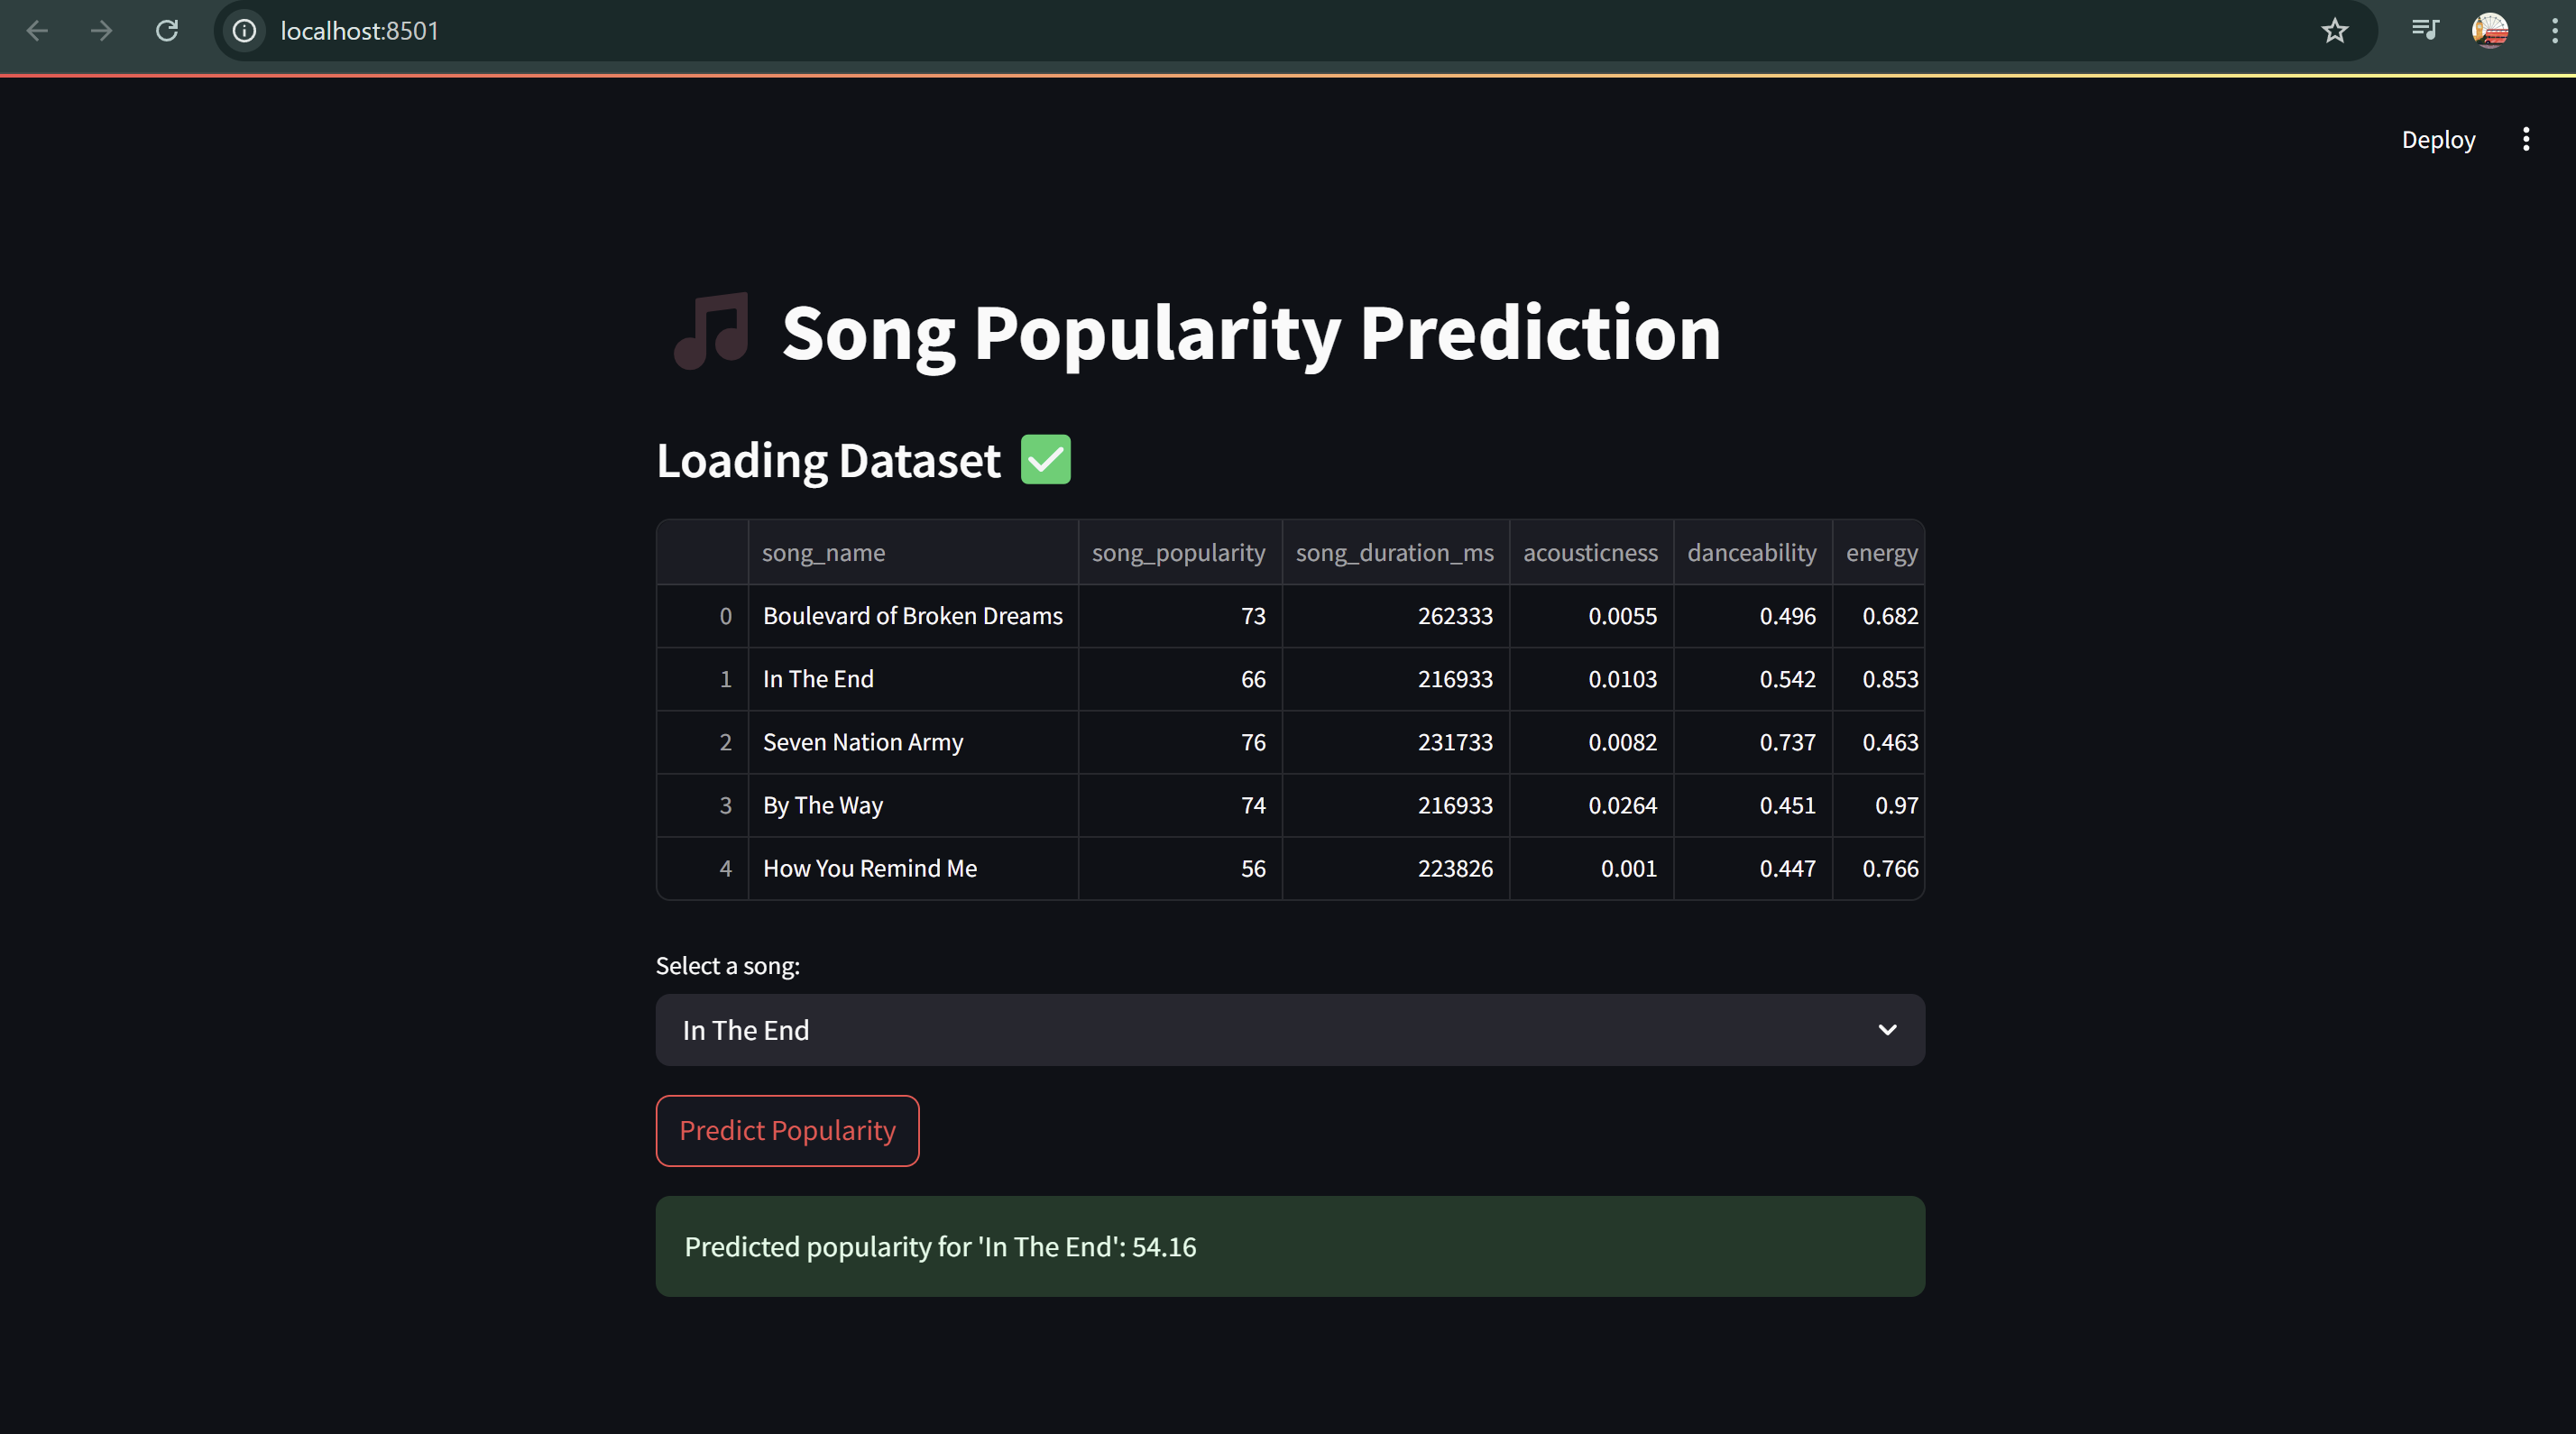 localhost:8501
Deploy
Song Popularity Prediction
Loading Dataset
song_name song_popularity song_duration_ms acousticness danceability energy
0 Boulevard of Broken Dreams 73 262333 0.0055 0.496 0.682
1 In The End 66 216933 0.0103 0.542 0.853
2 Seven Nation Army 76 231733 0.0082 0.737 0.463
3 By The Way 74 216933 0.0264 0.451 0.97
4 How You Remind Me 56 223826 0.001 0.447 0.766
Select a song:
In The End
Predict Popularity
Predicted popularity for 'In The End': 54.16